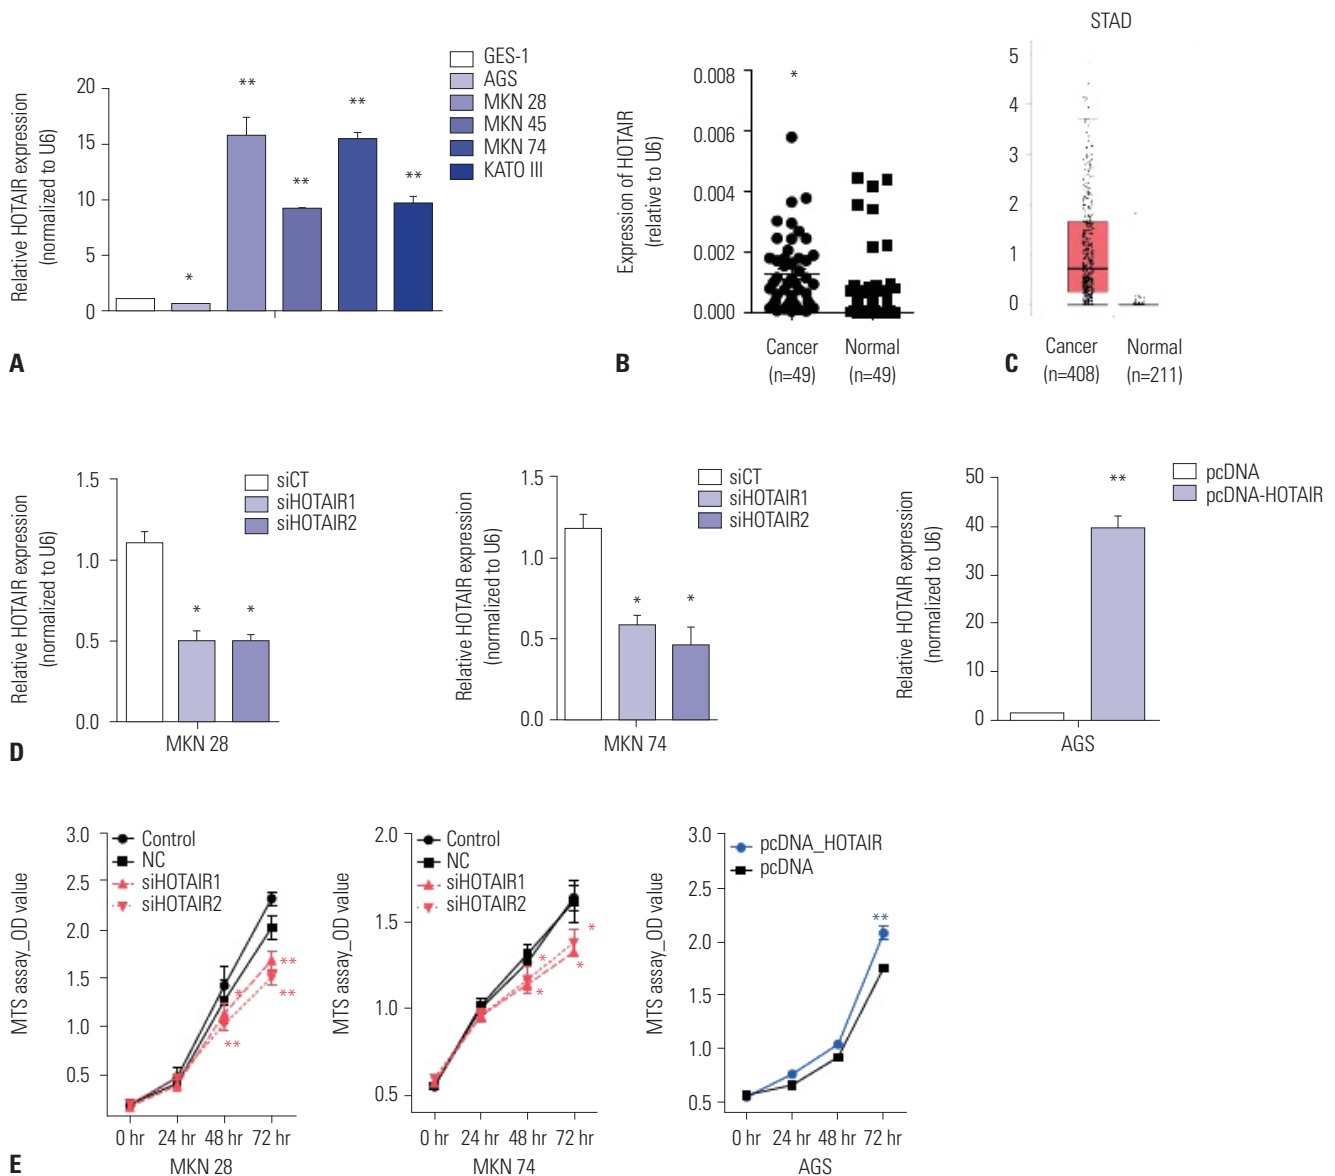 Relative HOTAIR expression
(normalized to U6)
20
15
10
5
0
**
*
**
**
**
GES-1
AGS
MKN 28
MKN 45
MKN 74
KATO III
A
Expression of HOTAIR
(relative to U6)
0.008
0.006
0.004
0.002
0.000
*
Cancer
(n=49)
Normal
(n=49)
B
STAD
5
4
3
2
1
0
Cancer
(n=408)
Normal
(n=211)
C
Relative HOTAIR expression
(normalized to U6)
1.5
1.0
0.5
0.0
*
*
siCT
siHOTAIR1
siHOTAIR2
MKN 28
D
Relative HOTAIR expression
(normalized to U6)
1.5
1.0
0.5
0.0
*
*
siCT
siHOTAIR1
siHOTAIR2
MKN 74
Relative HOTAIR expression
(normalized to U6)
50
40
30
20
10
0
**
pcDNA
pcDNA-HOTAIR
AGS
MTS assay_OD value
3.0
2.5
2.0
1.5
1.0
0.5
Control
NC
siHOTAIR1
siHOTAIR2
*
**
**
**
0 hr 24 hr 48 hr 72 hr
MKN 28
E
MTS assay_OD value
2.0
1.5
1.0
0.5
Control
NC
siHOTAIR1
siHOTAIR2
*
*
*
*
0 hr 24 hr 48 hr 72 hr
MKN 74
MTS assay_OD value
3.0
2.5
2.0
1.5
1.0
0.5
pcDNA_HOTAIR
pcDNA
**
0 hr 24 hr 48 hr 72 hr
AGS